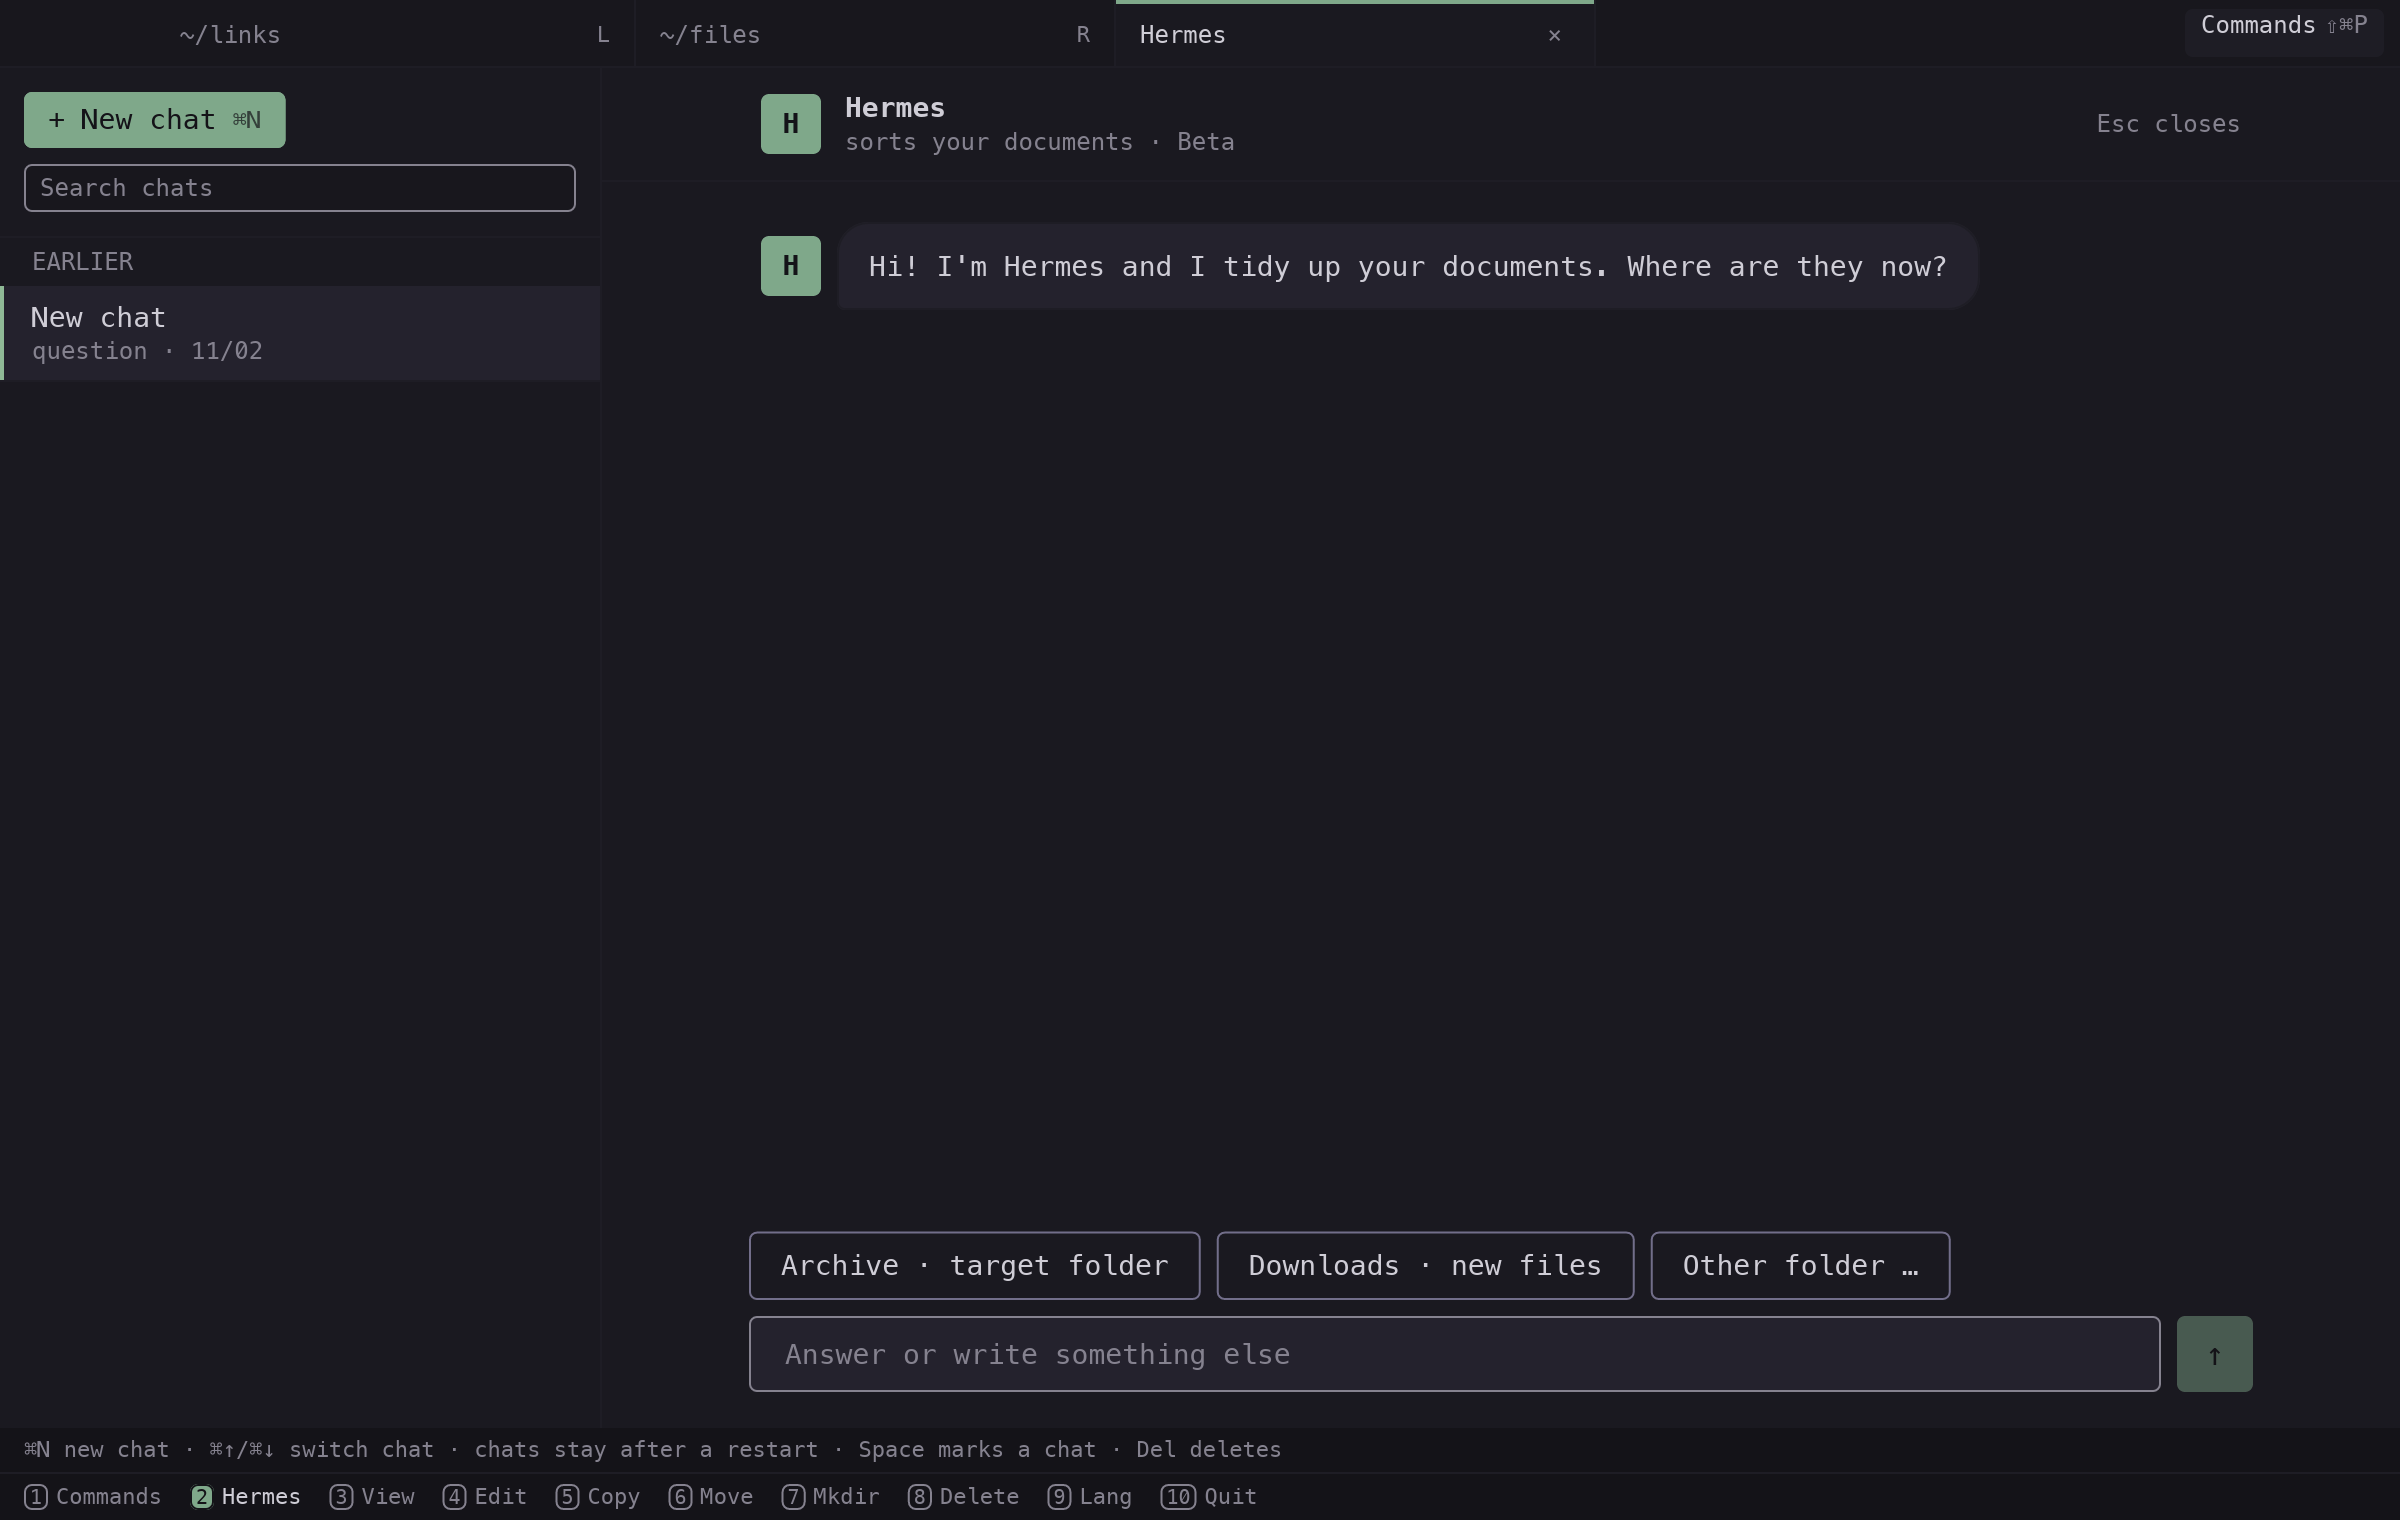 ~/links L ~/files R Hermes × Commands ⇧⌘P
+ New chat ⌘N
Search chats
EARLIER
New chat
question · 11/02
H Hermes
sorts your documents · Beta
Esc closes
H Hi! I'm Hermes and I tidy up your documents. Where are they now?
Archive · target folder Downloads · new files Other folder …
Answer or write something else ↑
⌘N new chat · ⌘↑/⌘↓ switch chat · chats stay after a restart · Space marks a chat · Del deletes
1 Commands 2 Hermes 3 View 4 Edit 5 Copy 6 Move 7 Mkdir 8 Delete 9 Lang 10 Quit